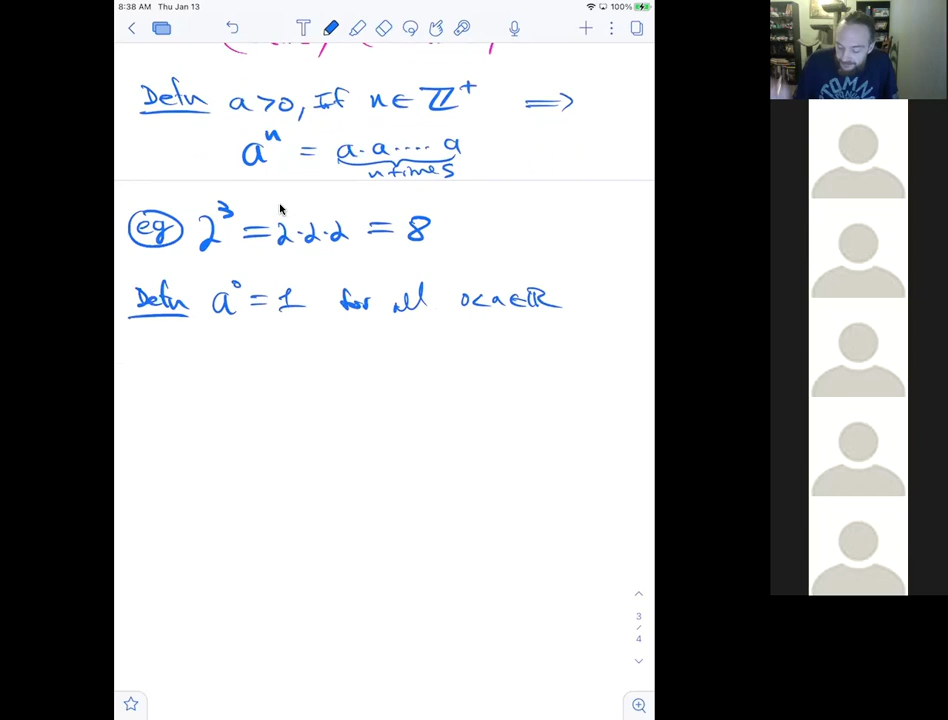 8:38 AM Thu Jan 13
100%
Defn a>0, If n ∈ ℤ⁺ ⟹
aⁿ = a·a···· a
n times
eg 2³ = 2·2·2 = 8
Defn a⁰ = 1 for all 0<a∈ℝ
3
/
4